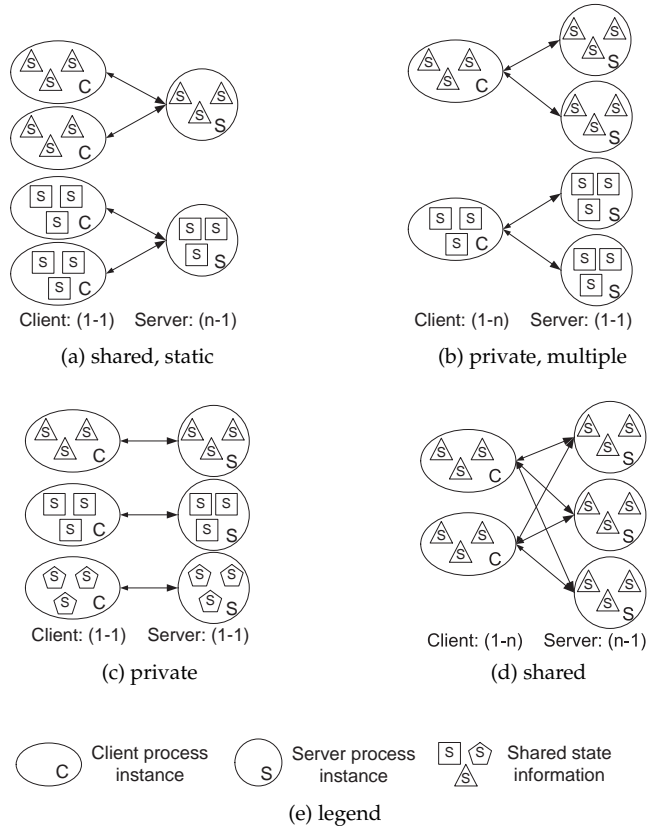 S S S
S
C
S S S
S
C
S S S
S
S
S S
S
C
S S
S
C
S S
S
S
Client: (1-1) Server: (n-1)
(a) shared, static
S S
S
C
S S
S
S
S S
S
S
S S
S
C
S S
S
S
S S
S
S
Client: (1-n) Server: (1-1)
(b) private, multiple
S S
S
C
S S
S
S
S S
S
C
S S
S
S
S S
S
C
S S
S
S
Client: (1-1) Server: (1-1)
(c) private
S S
S
C
S S
S
C
S S
S
S
S S
S
S
S S
S
S
Client: (1-n) Server: (n-1)
(d) shared
C
Client process
instance
S
Server process
instance
S S
S
Shared state
information
(e) legend